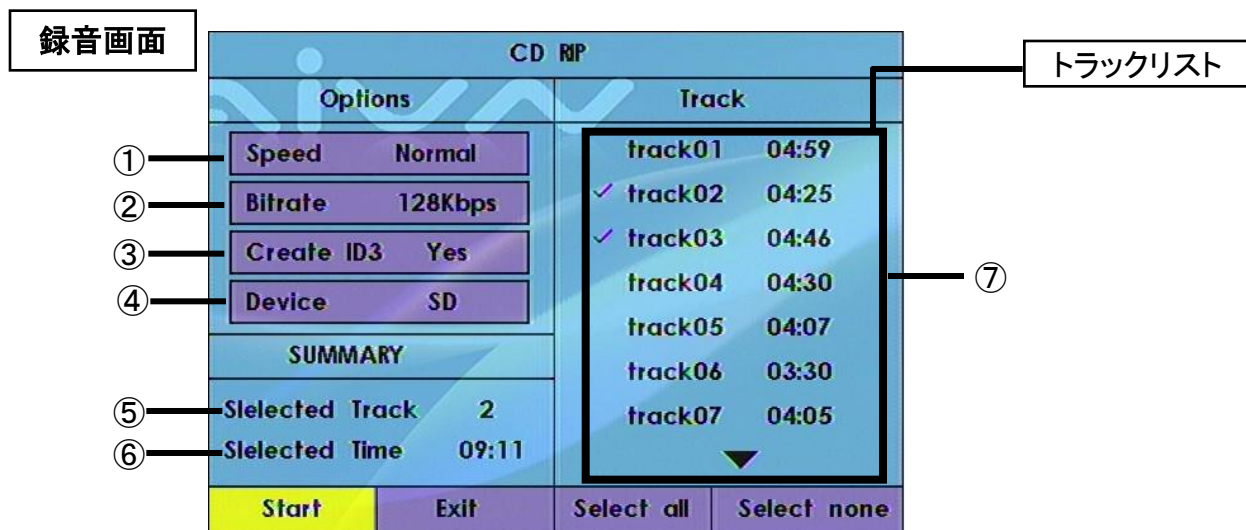 録音画面
CD RIP
トラックリスト
Options
Track
① Speed Normal
② Bitrate 128Kbps
③ Create ID3 Yes
④ Device SD
SUMMARY
⑤ Slelected Track 2
⑥ Slelected Time 09:11
track01 04:59
✓ track02 04:25
✓ track03 04:46
track04 04:30
track05 04:07
track06 03:30
track07 04:05
⑦
Start Exit Select all Select none